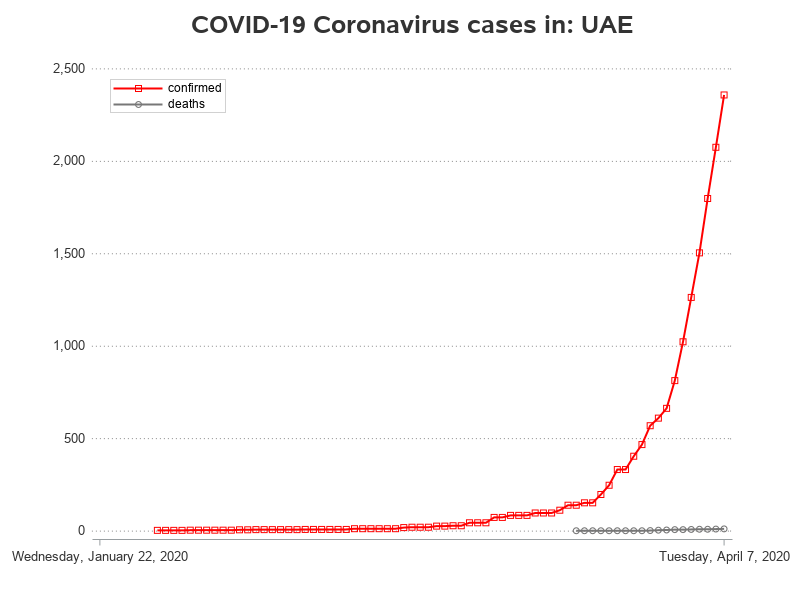 COVID-19 Coronavirus cases in: UAE
2,500
confirmed
deaths
2,000
1,500
1,000
500
0
Wednesday, January 22, 2020
Tuesday, April 7, 2020